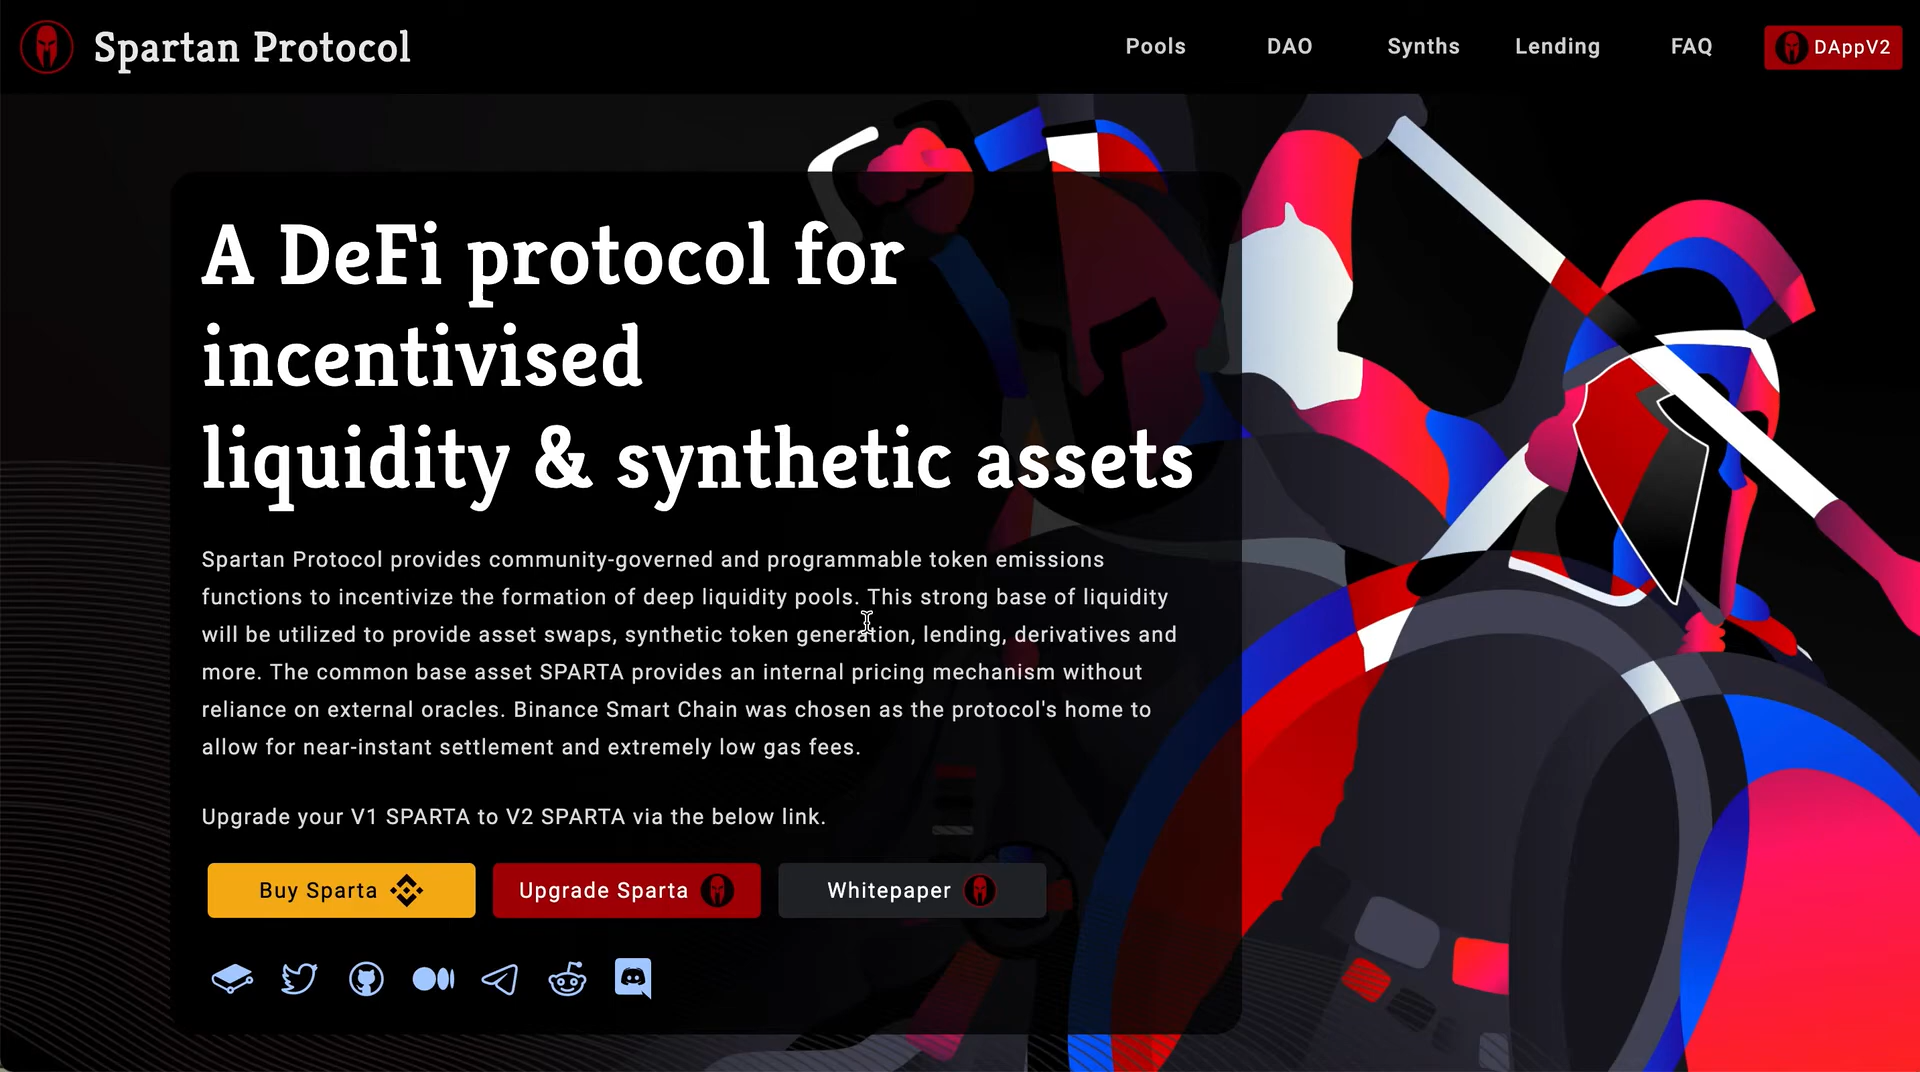 Spartan Protocol
Pools
DAO
Synths
Lending
FAQ
DAppV2
A DeFi protocol for
incentivised
liquidity & synthetic assets
Spartan Protocol provides community-governed and programmable token emissions
functions to incentivize the formation of deep liquidity pools. This strong base of liquidity
will be utilized to provide asset swaps, synthetic token generation, lending, derivatives and
more. The common base asset SPARTA provides an internal pricing mechanism without
reliance on external oracles. Binance Smart Chain was chosen as the protocol's home to
allow for near-instant settlement and extremely low gas fees.
Upgrade your V1 SPARTA to V2 SPARTA via the below link.
Buy Sparta
Upgrade Sparta
Whitepaper